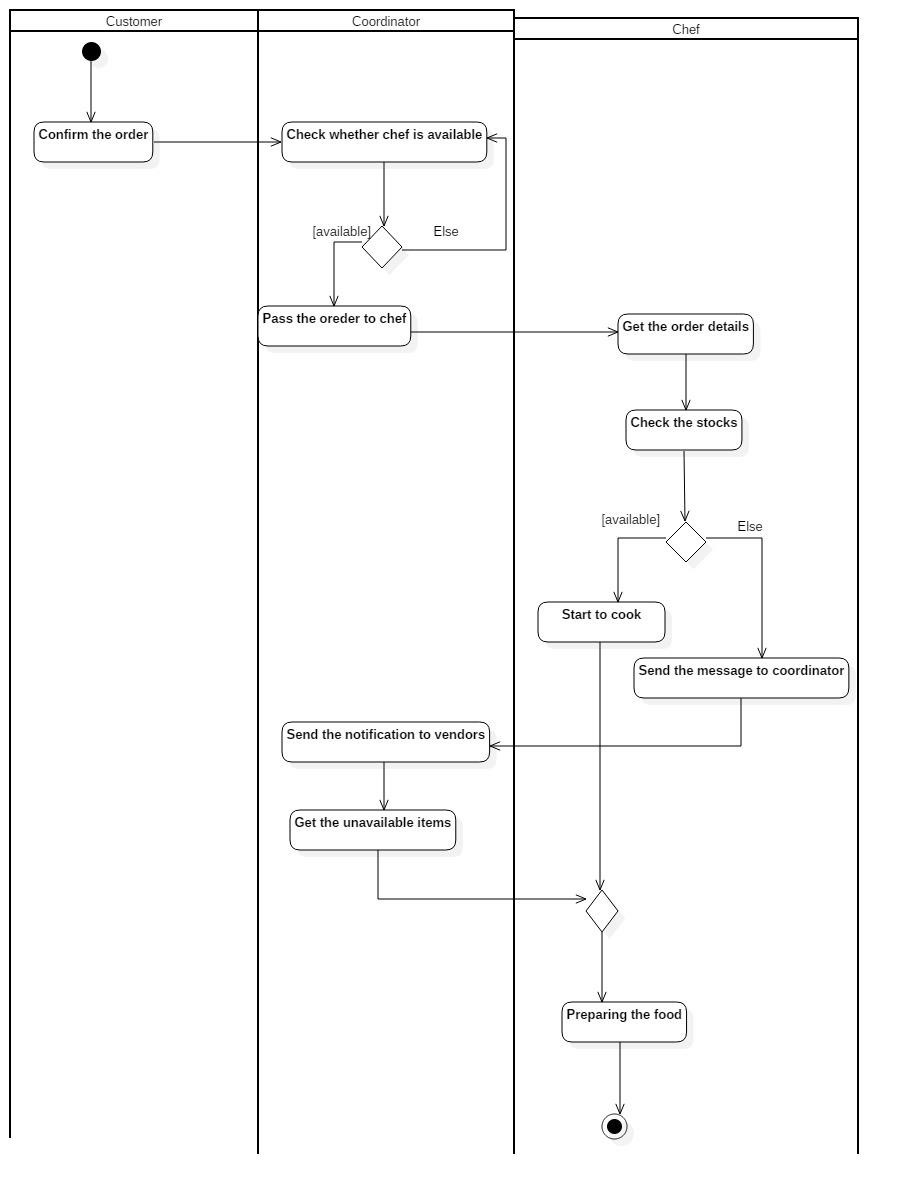 Customer
Coordinator
Chef
Confirm the order
Check whether chef is available
[available]
Else
Pass the oreder to chef
Get the order details
Check the stocks
[available]
Else
Start to cook
Send the message to coordinator
Send the notification to vendors
Get the unavailable items
Preparing the food